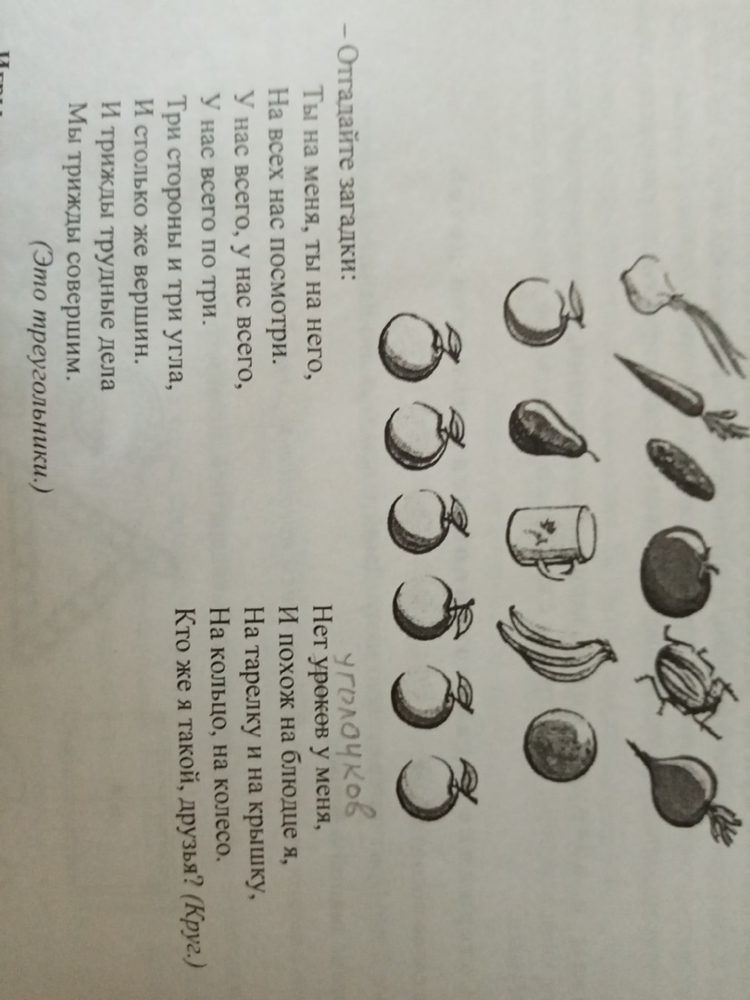 – Отгадайте загадки:
Ты на меня, ты на него,
На всех нас посмотри.
У нас всего, у нас всего,
У нас всего по три.
Три стороны и три угла,
И столько же вершин.
И трижды трудные дела
Мы трижды совершим.
(Это треугольники.)
уголочков
Нет уроков у меня,
И похож на блюдце я,
На тарелку и на крышку,
На кольцо, на колесо.
Кто же я такой, друзья? (Круг.)